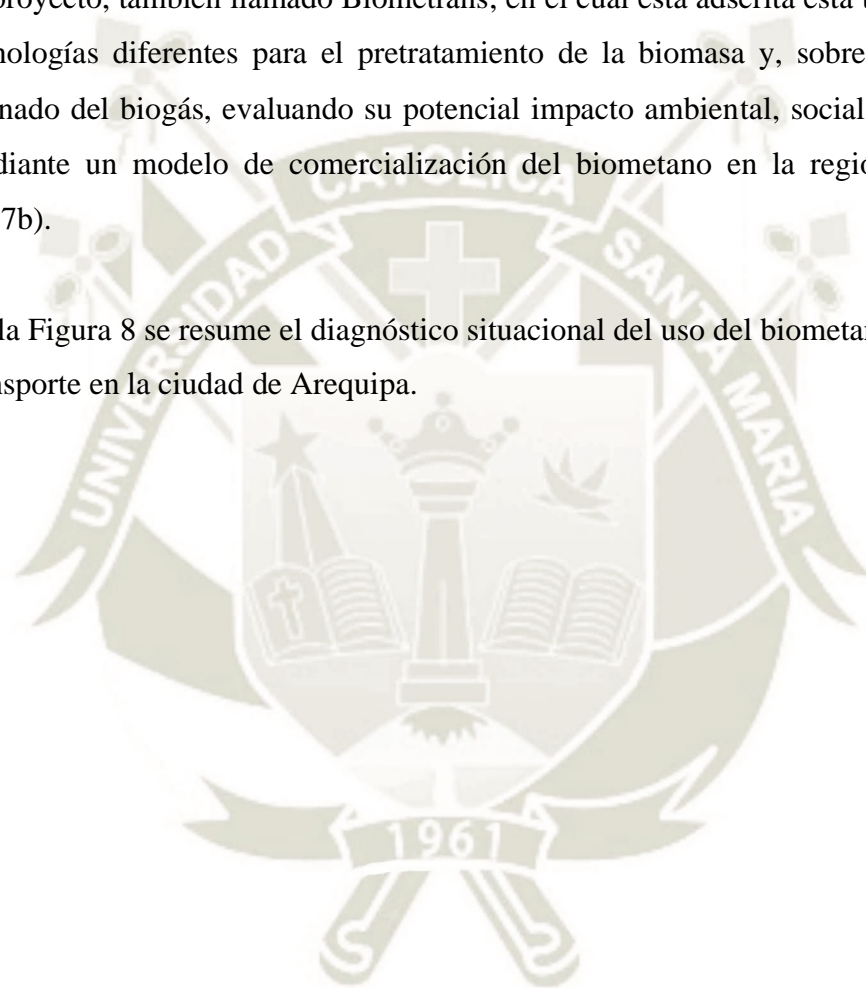 proyecto, también llamado Biometrans, en el cual está adscrita esta
nologías diferentes para el pretratamiento de la biomasa y, sobre
nado del biogás, evaluando su potencial impacto ambiental, social
diante un modelo de comercialización del biometano en la regio
7b).
la Figura 8 se resume el diagnóstico situacional del uso del biometa
nsporte en la ciudad de Arequipa.
UNIVERSIDAD CATOLICA SANTA MARIA
1961